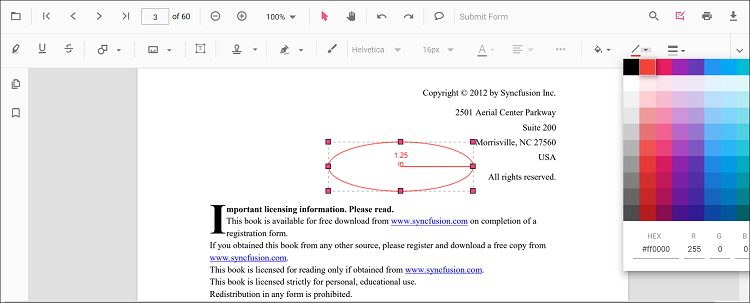 3 of 60 100% Submit Form
Helvetica 16px A
Copyright © 2012 by Syncfusion Inc.
2501 Aerial Center Parkway
Suite 200
Morrisville, NC 27560
USA
All rights reserved.
1.25
in
Important licensing information. Please read.
This book is available for free download from www.syncfusion.com on completion of a
registration form.
If you obtained this book from any other source, please register and download a free copy from
www.syncfusion.com.
This book is licensed for reading only if obtained from www.syncfusion.com.
This book is licensed strictly for personal, educational use.
Redistribution in any form is prohibited.
HEX R G B
#ff0000 255 0 0